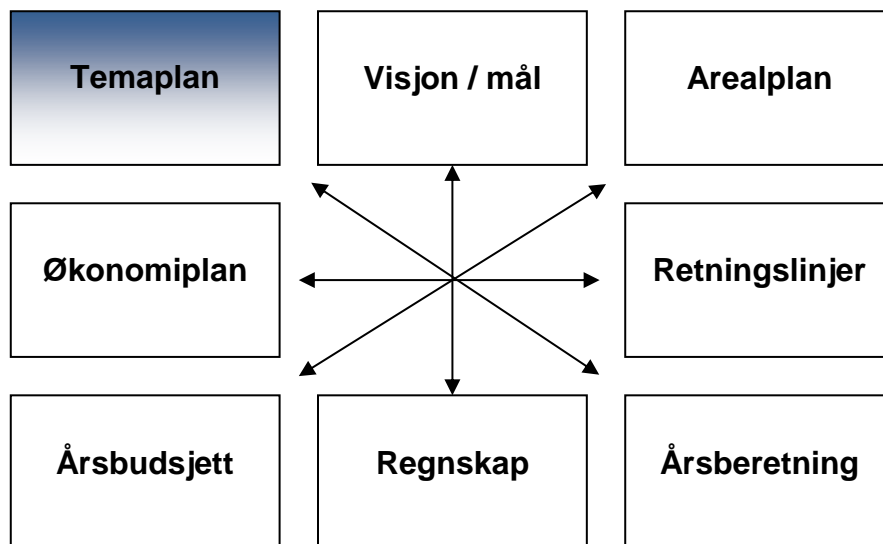 Temaplan
Visjon / mål
Arealplan
Økonomiplan
Retningslinjer
Årsbudsjett
Regnskap
Årsberetning